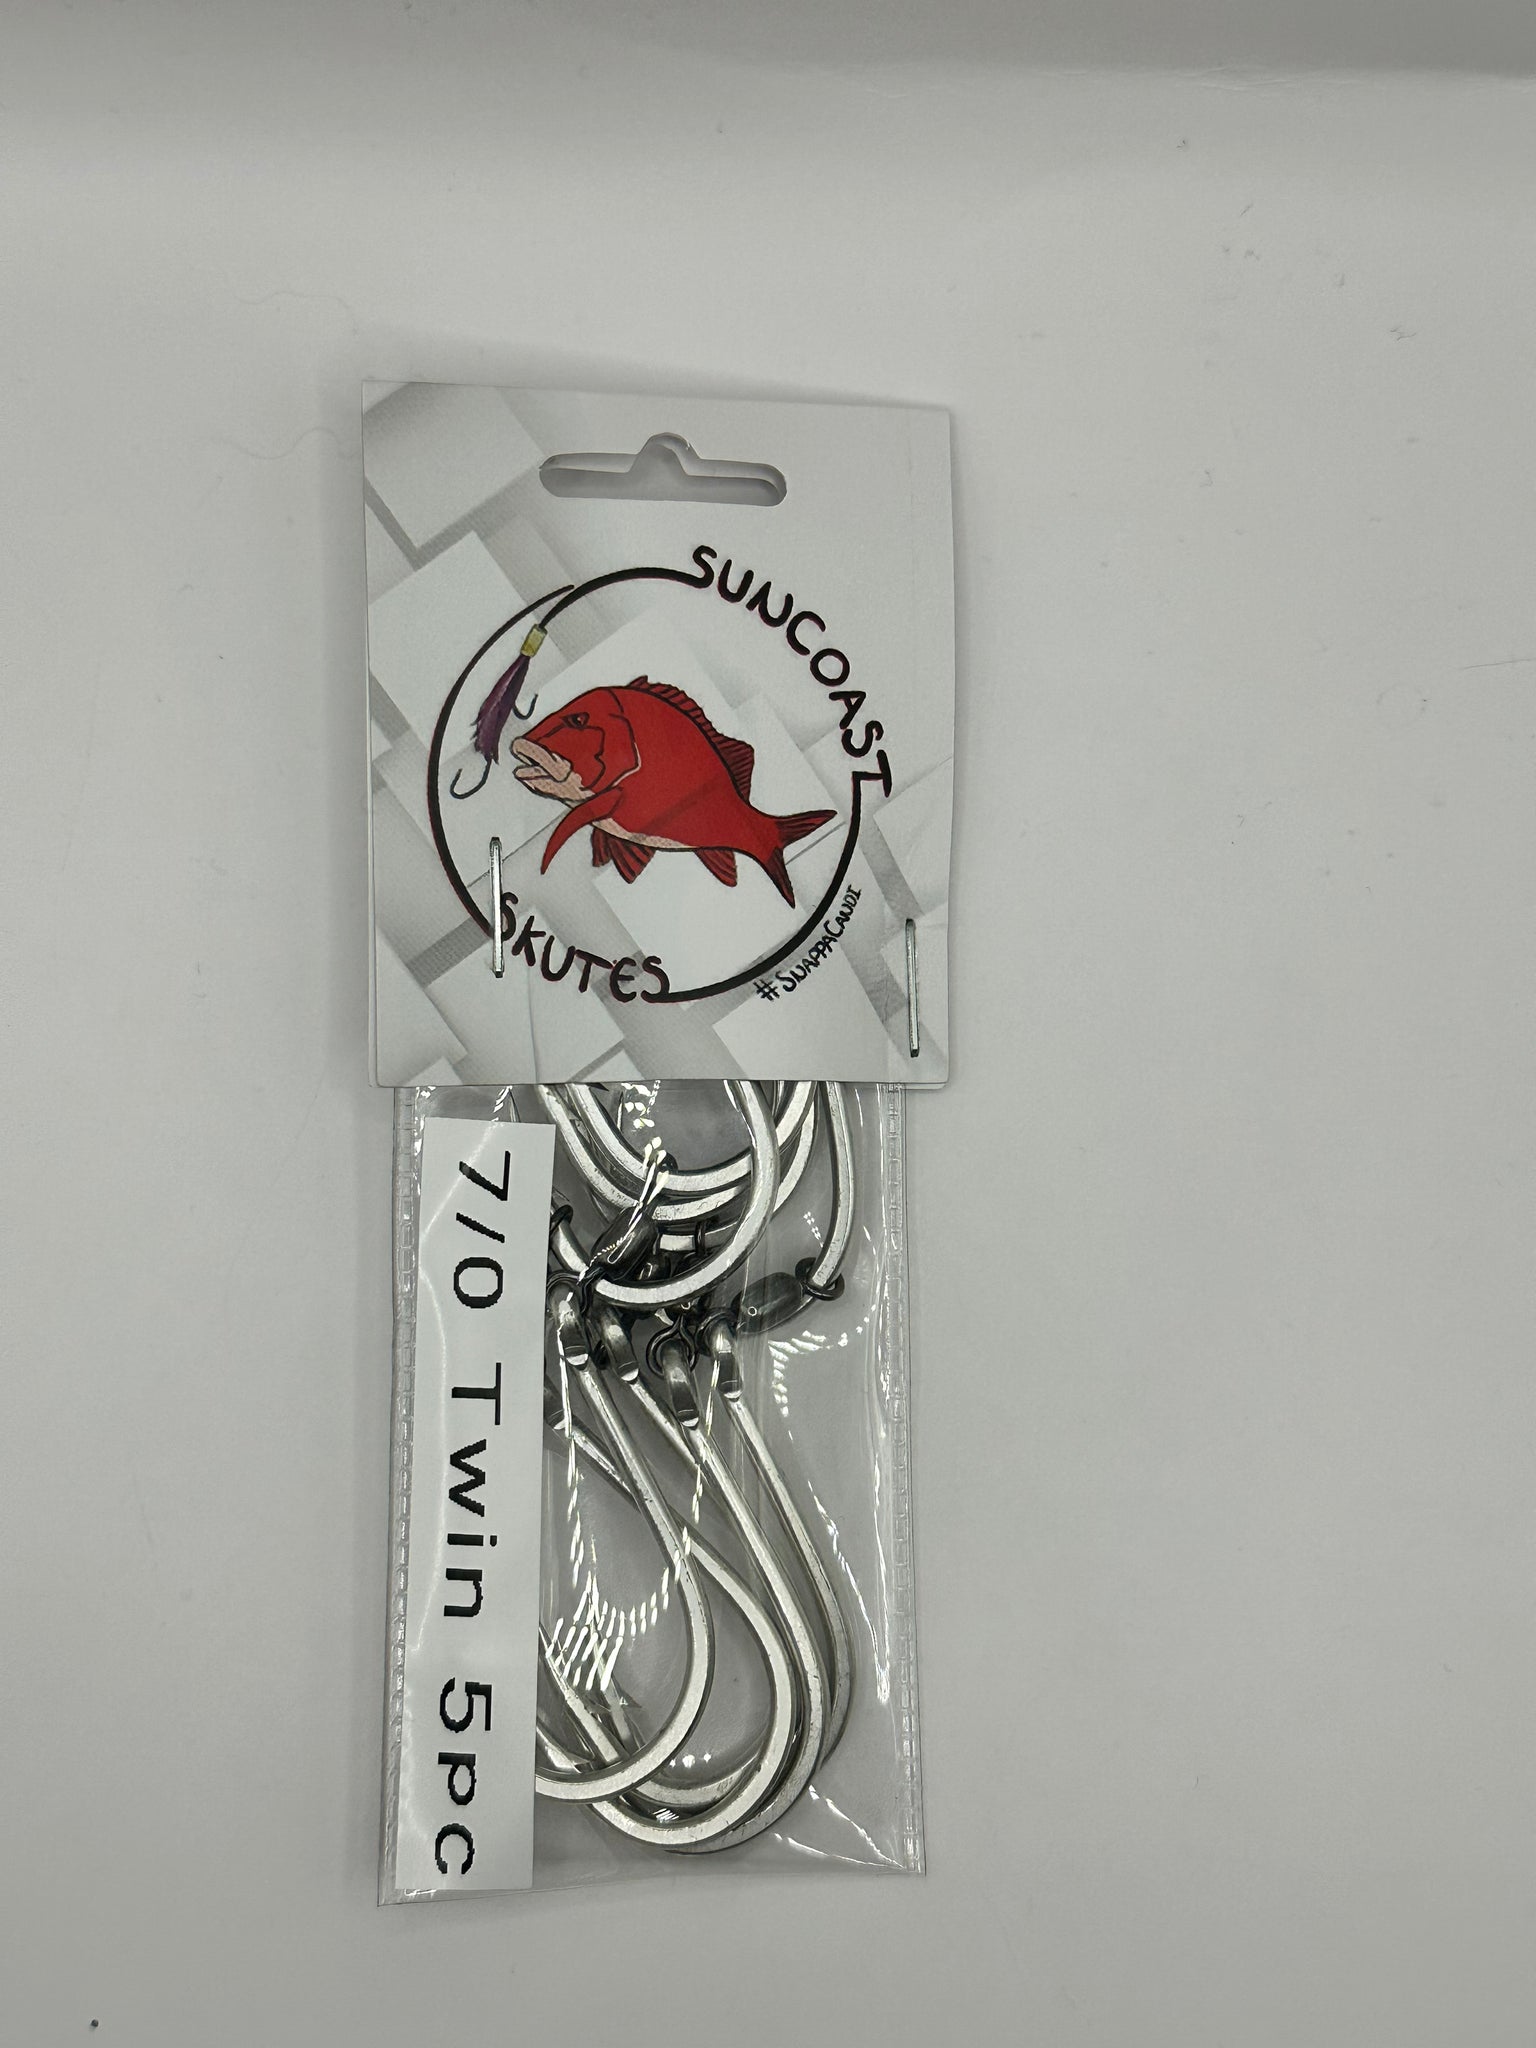 SUNCOAST
SKUTES
#SNAPPACANDI
7/0 Twin 5pc